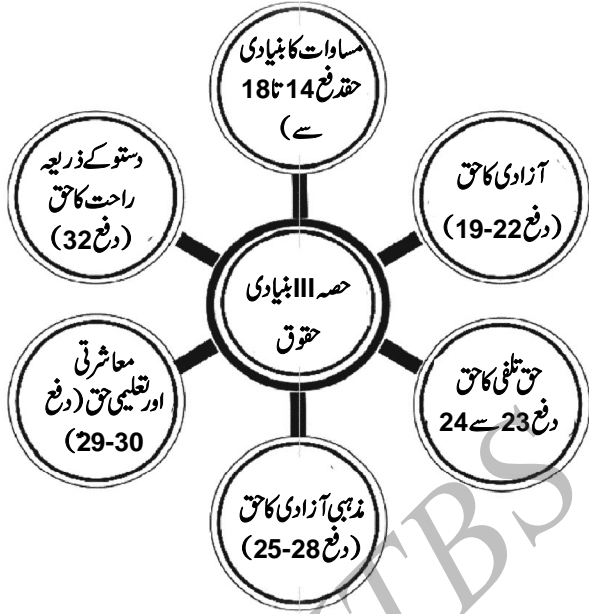 مساوات کا بنیادی
حقدفع 14 تا 18
سے)
آزادی کا حق
(دفع 19-22)
حق تلفی کا حق
دفع 23 سے 24
مذہبی آزادی کا حق
(دفع 25-28)
معاشرتی
اور تعلیمی حق (دفع
29-30)
دستو کے ذریعہ
راحت کا حق
(دفع 32)
حصہ III بنیادی
حقوق
TBS